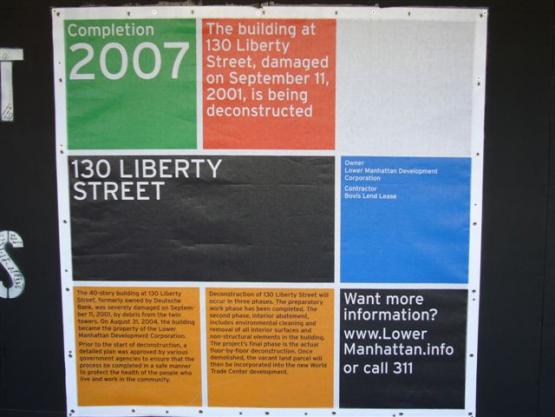 Completion
2007
The building at
130 Liberty
Street, damaged
on September 11,
2001, is being
deconstructed
130 LIBERTY
STREET
Owner
Lower Manhattan Development
Corporation
Contractor
Bovis Lend Lease
The 40-story building at 130 Liberty
Street, formerly owned by Deutsche
Bank, was severely damaged on Septem-
ber 11, 2001, by debris from the twin
towers. On August 31, 2004, the building
became the property of the Lower
Manhattan Development Corporation.
Prior to the start of deconstruction, a
detailed plan was approved by various
government agencies to ensure that the
process be completed in a safe manner
to protect the health of the people who
live and work in the community.
Deconstruction of 130 Liberty Street will
occur in three phases. The preparatory
work phase has been completed. The
second phase, interior abatement,
includes environmental cleaning and
removal of all interior surfaces and
non-structural elements in the building.
The project's final phase is the actual
floor-by-floor deconstruction. Once
demolished, the vacant land parcel will
then be incorporated into the new World
Trade Center development.
Want more
information?
www.Lower
Manhattan.info
or call 311
T
S